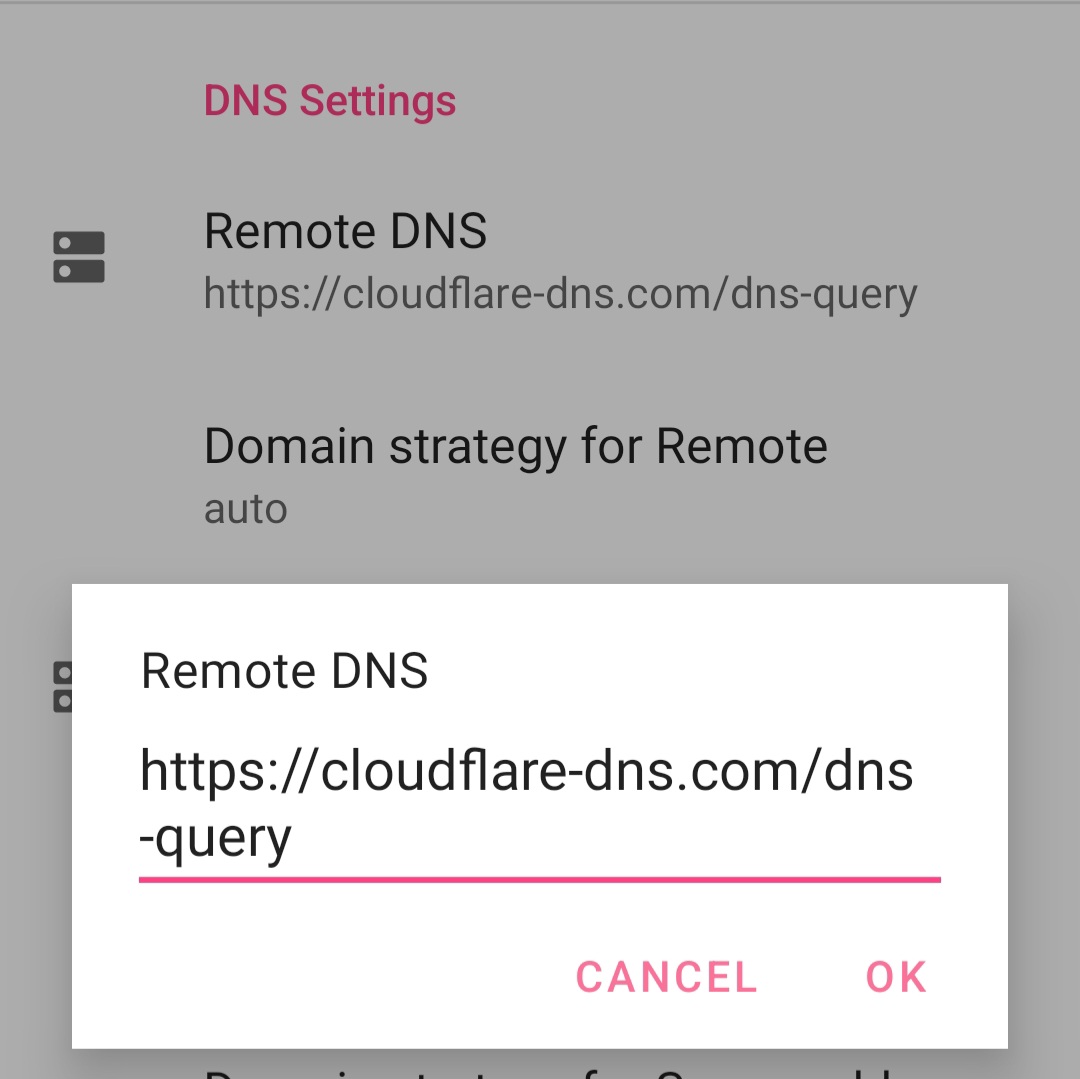 DNS Settings
Remote DNS
https://cloudflare-dns.com/dns-query
Domain strategy for Remote
auto
Remote DNS
https://cloudflare-dns.com/dns
-query
CANCEL
OK